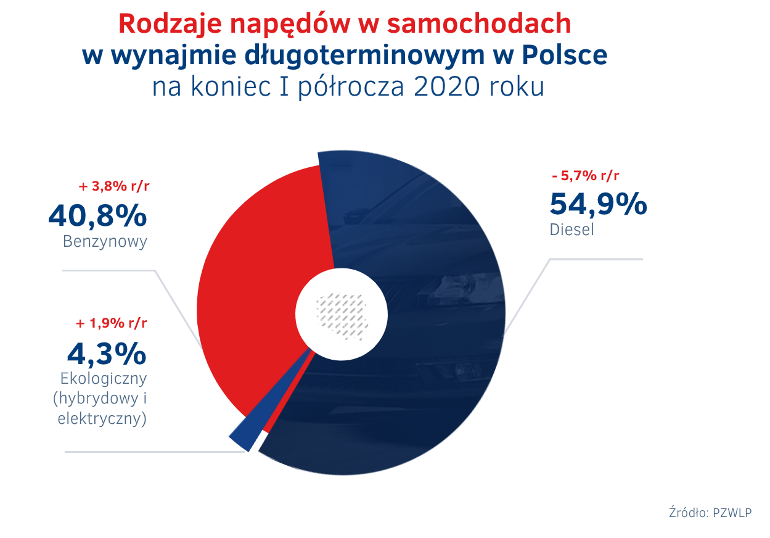 Rodzaje napędów w samochodach
w wynajmie długoterminowym w Polsce
na koniec I półrocza 2020 roku
+ 3,8% r/r
40,8%
Benzynowy
+ 1,9% r/r
4,3%
Ekologiczny
(hybrydowy i
elektryczny)
- 5,7% r/r
54,9%
Diesel
Źródło: PZWLP